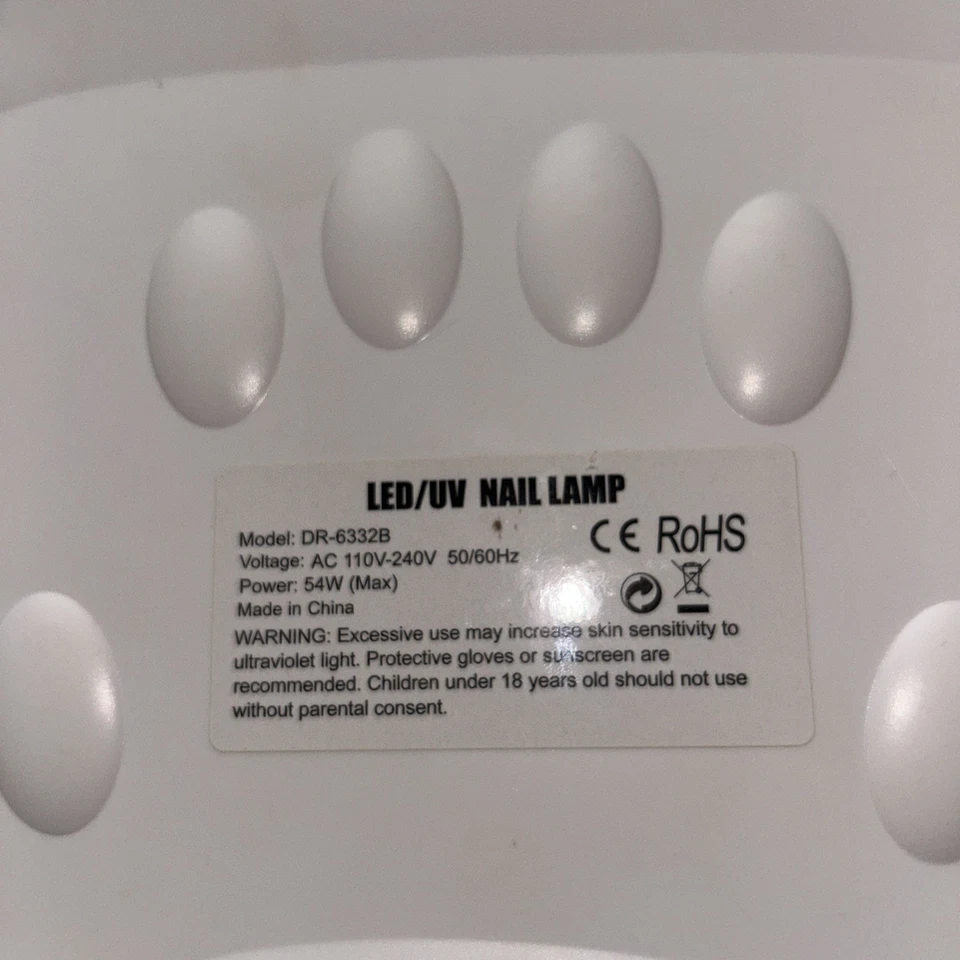 LED/UV NAIL LAMP
Model: DR-6332B
Voltage: AC 110V-240V 50/60Hz
Power: 54W (Max)
Made in China
CE RoHS
WARNING: Excessive use may increase skin sensitivity to
ultraviolet light. Protective gloves or sunscreen are
recommended. Children under 18 years old should not use
without parental consent.